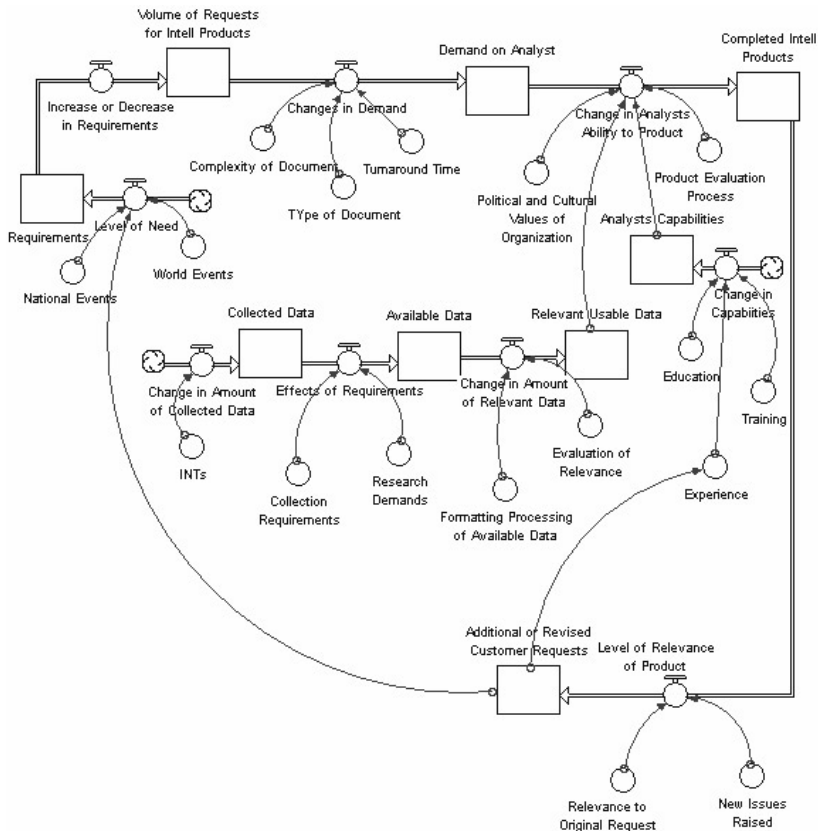 Volume of Requests
for Intell Products
Demand on Analyst
Completed Intell
Products
Increase or Decrease
in Requirements
Changes in Demand
Change in Analysts
Ability to Product
Complexity of Document
Turnaround Time
TYpe of Document
Product Evaluation
Process
Political and Cultural
Values of
Organization
Analysts Capabilities
Requirements
Level of Need
World Events
National Events
Change in
Capabiities
Education
Training
Experience
Collected Data
Available Data
Relevant Usable Data
Change in Amount
of Collected Data
Effects of Requirements
Change in Amount
of Relevant Data
INTs
Collection
Requirements
Research
Demands
Evaluation of
Relevance
Formatting Processing
of Available Data
Additional or Revised
Customer Requests
Level of Relevance
of Product
Relevance to
Original Request
New Issues
Raised